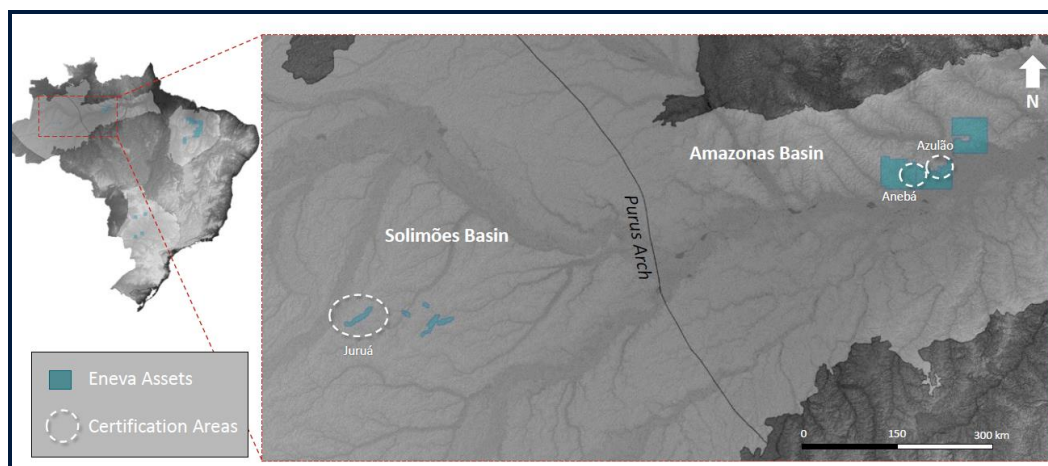 N
Azulão
Amazonas Basin
Anebá
Purus Arch
Solimões Basin
Juruá
Eneva Assets
Certification Areas
0 150 300 km